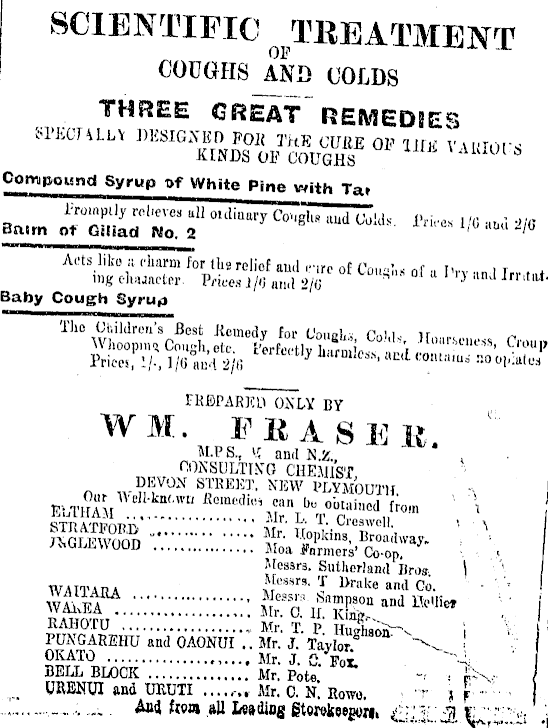 SCIENTIFIC TREATMENT
OF
COUGHS AND COLDS
THREE GREAT REMEDIES
SPECIALLY DESIGNED FOR THE CURE OF THE VARIOUS
KINDS OF COUGHS
Compound Syrup of White Pine with Tar
Promptly relieves all ordinary Coughs and Colds. Prices 1/6 and 2/6
Balm of Giliad No. 2
Acts like a charm for the relief and cure of Coughs of a Dry and Irritat-
ing character. Prices 1/6 and 2/6
Baby Cough Syrup
The Children's Best Remedy for Coughs, Colds, Hoarseness, Croup
Whooping Cough, etc. Perfectly harmless, and contains no opiates
Prices, 1/-, 1/6 and 2/6
PREPARED ONLY BY
WM. FRASER.
M.P.S., and N.Z.,
CONSULTING CHEMIST,
DEVON STREET, NEW PLYMOUTH.
Our Well-known Remedies can be obtained from
ELTHAM ................ Mr. L. T. Creswell.
STRATFORD ................ Mr. Hopkins, Broadway.
INGLEWOOD ............... Moa Farmers' Co-op.
Messrs. Sutherland Bros.
Messrs. T Drake and Co.
WAITARA ................. Messrs Sampson and Hellier
WAREA ................... Mr. C. H. King.
RAHOTU .................. Mr. T. P. Hughson.
PUNGAREHU and OAONUI .. Mr. J. Taylor.
OKATO .................... Mr. J. C. Fox.
BELL BLOCK ............... Mr. Pote.
URENUI and URUTI ....... Mr. C. N. Rowe.
And from all Leading Storekeepers.